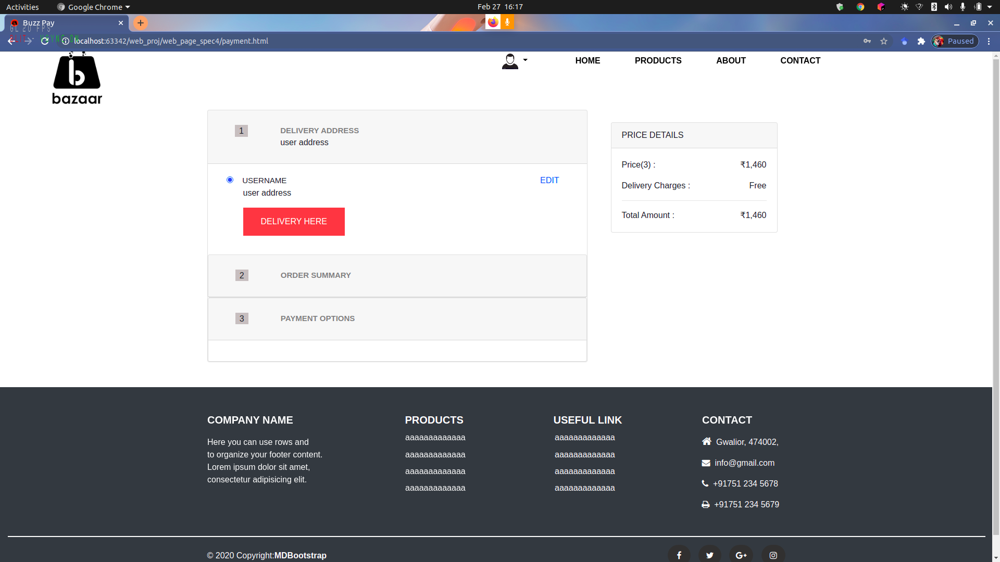 Activities
Google Chrome
Feb 27 16:17
Buzz Pay
GL 20 FPS
localhost:63342/web_proj/web_page_spec4/payment.html
Paused
b
bazaar
HOME
PRODUCTS
ABOUT
CONTACT
1
DELIVERY ADDRESS
user address
USERNAME
EDIT
user address
DELIVERY HERE
2
ORDER SUMMARY
3
PAYMENT OPTIONS
PRICE DETAILS
Price(3) : ₹1,460
Delivery Charges : Free
Total Amount : ₹1,460
COMPANY NAME
Here you can use rows and
to organize your footer content.
Lorem ipsum dolor sit amet,
consectetur adipisicing elit.
PRODUCTS
aaaaaaaaaaaaa
aaaaaaaaaaaaa
aaaaaaaaaaaaa
aaaaaaaaaaaaa
USEFUL LINK
aaaaaaaaaaaaa
aaaaaaaaaaaaa
aaaaaaaaaaaaa
aaaaaaaaaaaaa
CONTACT
Gwalior, 474002,
info@gmail.com
+91751 234 5678
+91751 234 5679
© 2020 Copyright:MDBootstrap